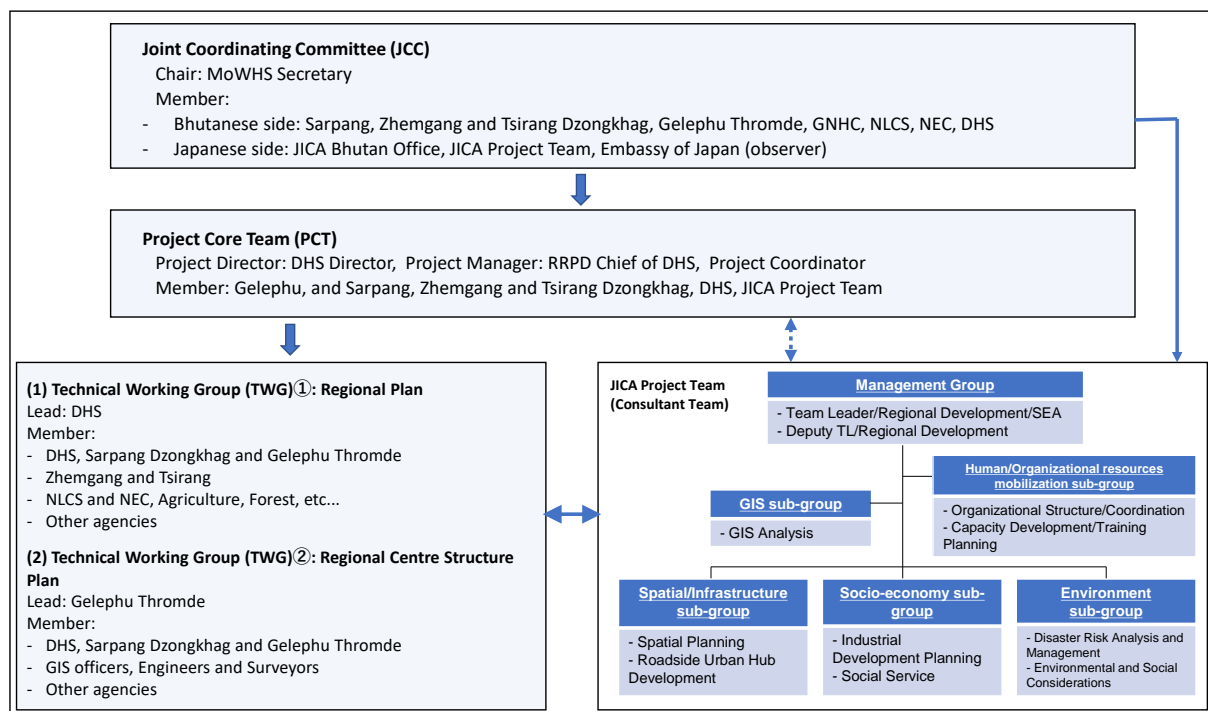 Joint Coordinating Committee (JCC)
Chair: MoWHS Secretary
Member:
- Bhutanese side: Sarpang, Zhemgang and Tsirang Dzongkhag, Gelephu Thromde, GNHC, NLCS, NEC, DHS
- Japanese side: JICA Bhutan Office, JICA Project Team, Embassy of Japan (observer)
Project Core Team (PCT)
Project Director: DHS Director, Project Manager: RRPD Chief of DHS, Project Coordinator
Member: Gelephu, and Sarpang, Zhemgang and Tsirang Dzongkhag, DHS, JICA Project Team
(1) Technical Working Group (TWG)①: Regional Plan
Lead: DHS
Member:
- DHS, Sarpang Dzongkhag and Gelephu Thromde
- Zhemgang and Tsirang
- NLCS and NEC, Agriculture, Forest, etc...
- Other agencies
(2) Technical Working Group (TWG)②: Regional Centre Structure
Plan
Lead: Gelephu Thromde
Member:
- DHS, Sarpang Dzongkhag and Gelephu Thromde
- GIS officers, Engineers and Surveyors
- Other agencies
JICA Project Team
(Consultant Team)
Management Group
- Team Leader/Regional Development/SEA
- Deputy TL/Regional Development
Human/Organizational resources
mobilization sub-group
- Organizational Structure/Coordination
- Capacity Development/Training
Planning
GIS sub-group
- GIS Analysis
Spatial/Infrastructure
sub-group
- Spatial Planning
- Roadside Urban Hub
Development
Socio-economy sub-
group
- Industrial
Development Planning
- Social Service
Environment
sub-group
- Disaster Risk Analysis and
Management
- Environmental and Social
Considerations